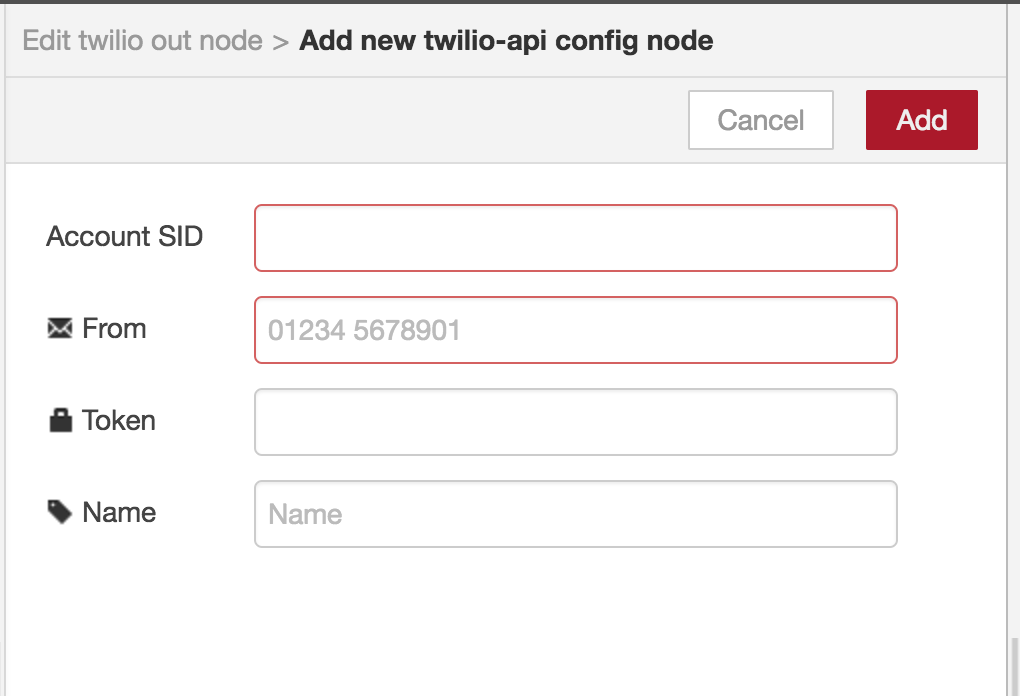 Edit twilio out node > Add new twilio-api config node
Cancel Add
Account SID
From 01234 5678901
Token
Name Name